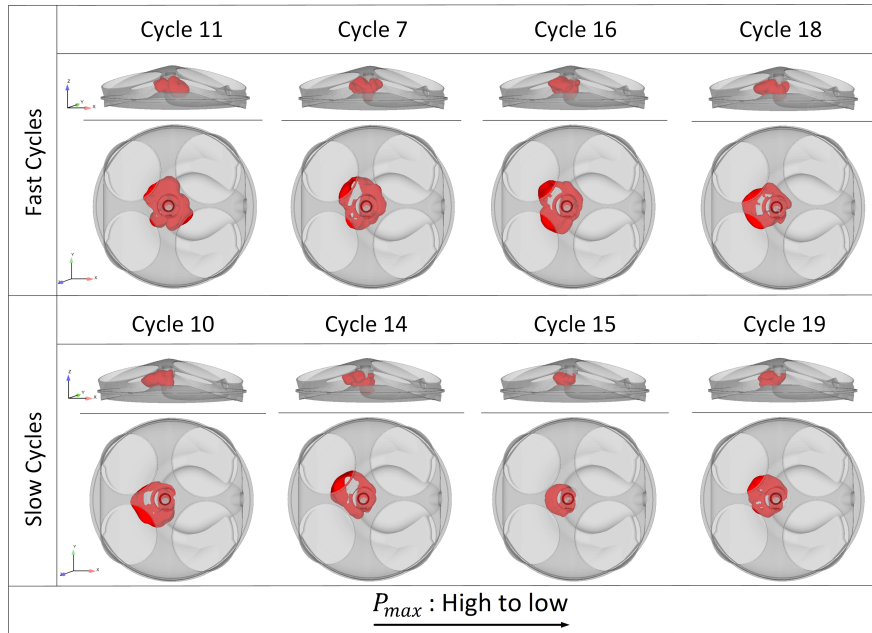 Cycle 11 Cycle 7 Cycle 16 Cycle 18
Fast Cycles
Cycle 10 Cycle 14 Cycle 15 Cycle 19
Slow Cycles
P_max : High to low